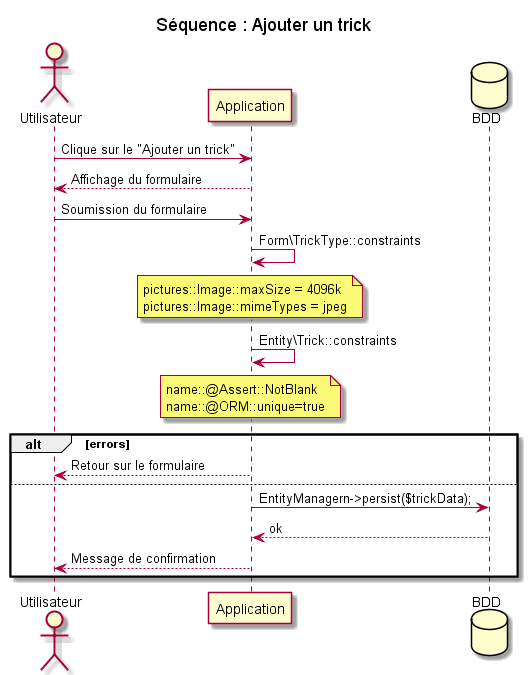 Séquence : Ajouter un trick
Utilisateur
Application
BDD
Clique sur le "Ajouter un trick"
Affichage du formulaire
Soumission du formulaire
Form\TrickType::constraints
pictures::Image::maxSize = 4096k
pictures::Image::mimeTypes = jpeg
Entity\Trick::constraints
name::@Assert::NotBlank
name::@ORM::unique=true
alt [errors]
Retour sur le formulaire
EntityManagern->persist($trickData);
ok
Message de confirmation
Utilisateur
Application
BDD